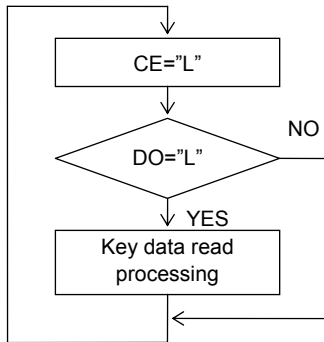 CE=”L”
NO
DO=”L”
YES
Key data read
processing